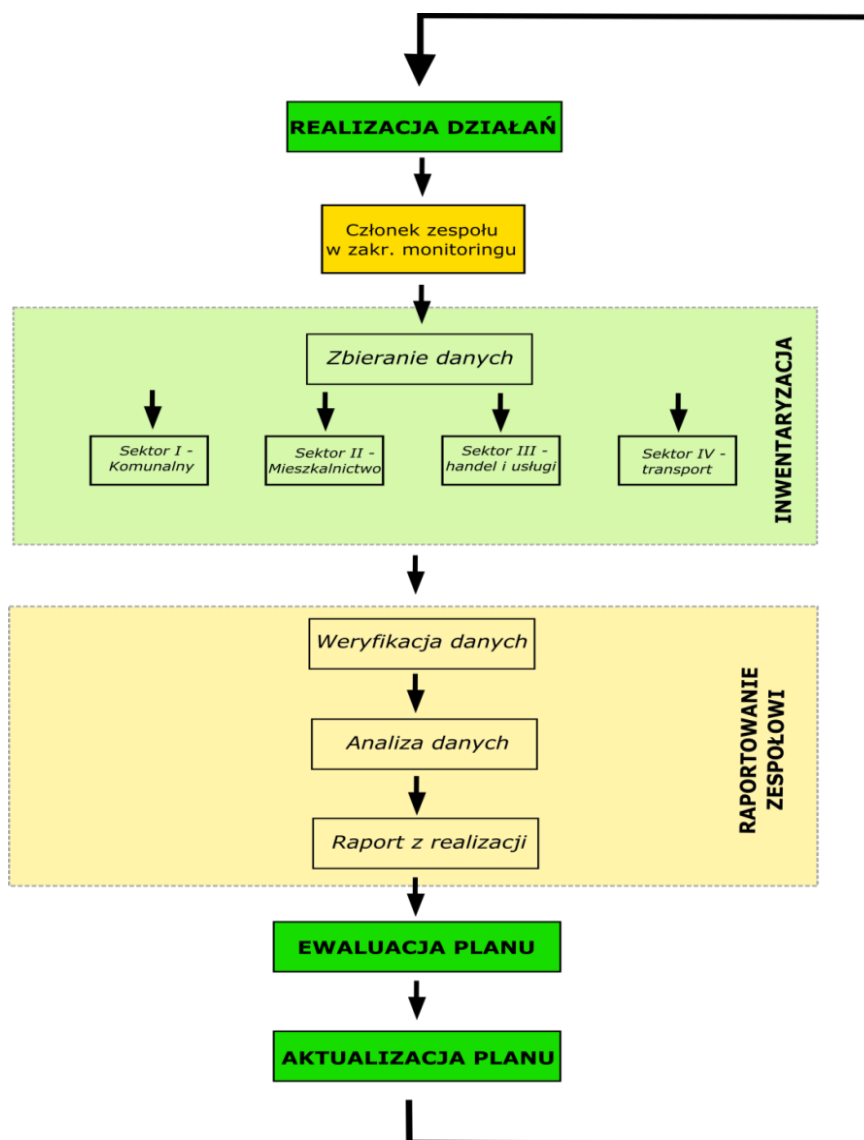 REALIZACJA DZIAŁAŃ
Członek zespołu
w zakr. monitoringu
Zbieranie danych
Sektor I -
Komunalny
Sektor II -
Mieszkalnictwo
Sektor III -
handel i usługi
Sektor IV -
transport
INWENTARYZACJA
Weryfikacja danych
Analiza danych
Raport z realizacji
RAPORTOWANIE
ZESPOŁOWI
EWALUACJA PLANU
AKTUALIZACJA PLANU